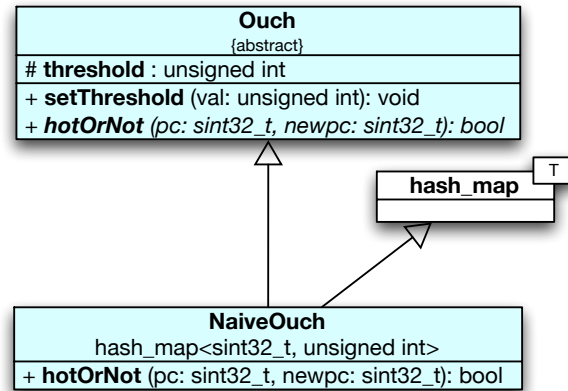 Ouch
{abstract}
# threshold : unsigned int
+ setThreshold (val: unsigned int): void
+ hotOrNot (pc: sint32_t, newpc: sint32_t): bool
T
hash_map
NaiveOuch
hash_map<sint32_t, unsigned int>
+ hotOrNot (pc: sint32_t, newpc: sint32_t): bool